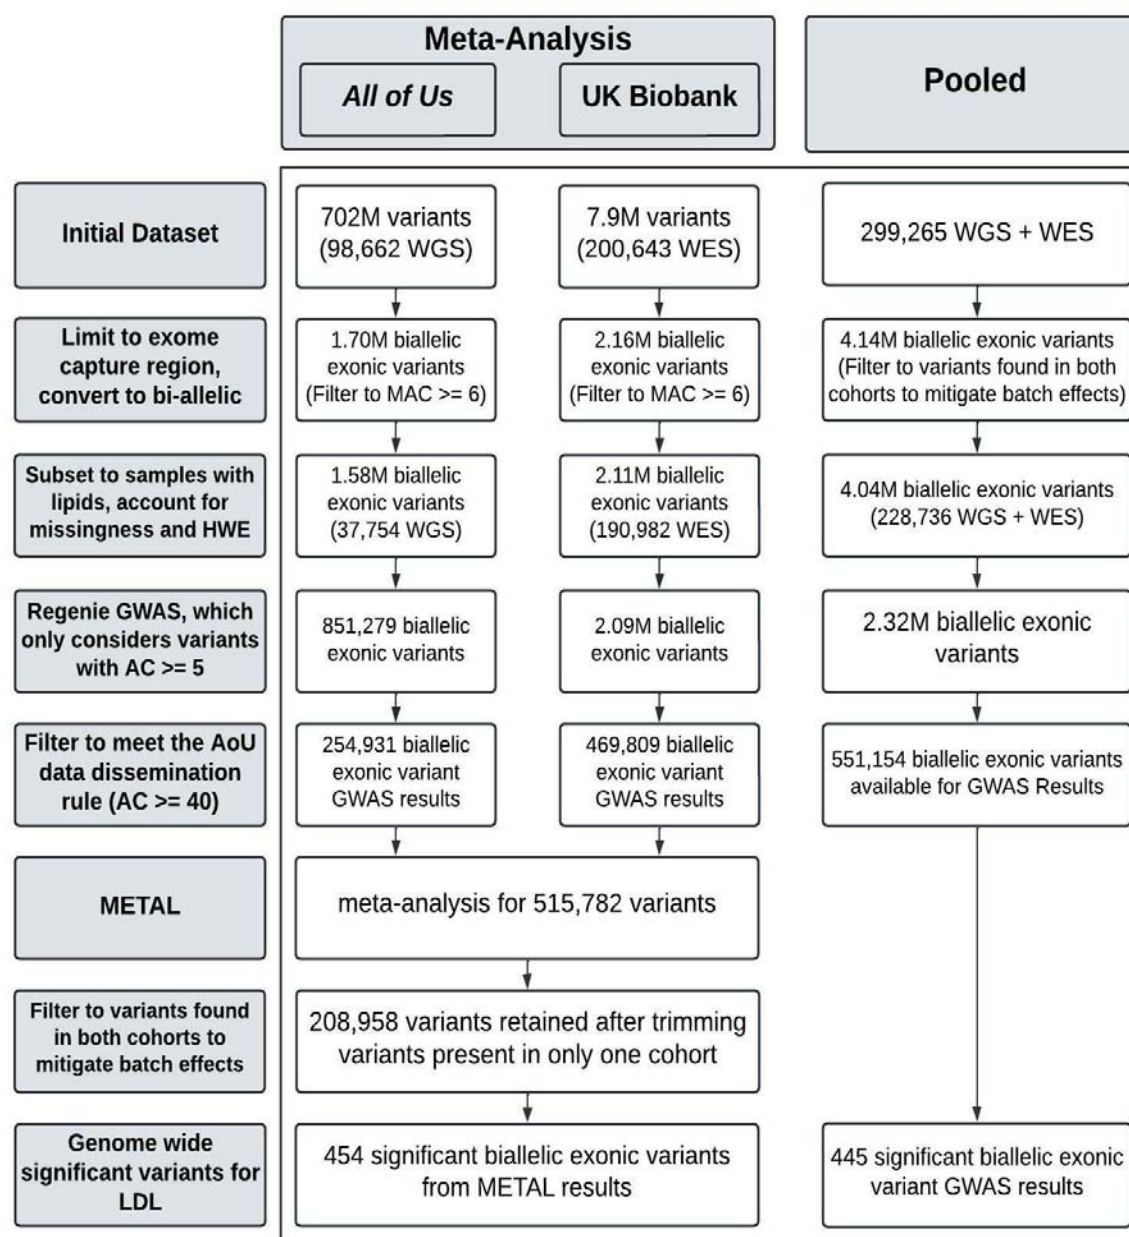 Meta-Analysis
All of Us
UK Biobank
Pooled
Initial Dataset
702M variants
(98,662 WGS)
7.9M variants
(200,643 WES)
299,265 WGS + WES
Limit to exome
capture region,
convert to bi-allelic
1.70M biallelic
exonic variants
(Filter to MAC >= 6)
2.16M biallelic
exonic variants
(Filter to MAC >= 6)
4.14M biallelic exonic variants
(Filter to variants found in both
cohorts to mitigate batch effects)
Subset to samples with
lipids, account for
missingness and HWE
1.58M biallelic
exonic variants
(37,754 WGS)
2.11M biallelic
exonic variants
(190,982 WES)
4.04M biallelic exonic variants
(228,736 WGS + WES)
Regenie GWAS, which
only considers variants
with AC >= 5
851,279 biallelic
exonic variants
2.09M biallelic
exonic variants
2.32M biallelic exonic
variants
Filter to meet the AoU
data dissemination
rule (AC >= 40)
254,931 biallelic
exonic variant
GWAS results
469,809 biallelic
exonic variant
GWAS results
551,154 biallelic exonic variants
available for GWAS Results
METAL
meta-analysis for 515,782 variants
Filter to variants found
in both cohorts to
mitigate batch effects
208,958 variants retained after trimming
variants present in only one cohort
Genome wide
significant variants for
LDL
454 significant biallelic exonic variants
from METAL results
445 significant biallelic exonic
variant GWAS results